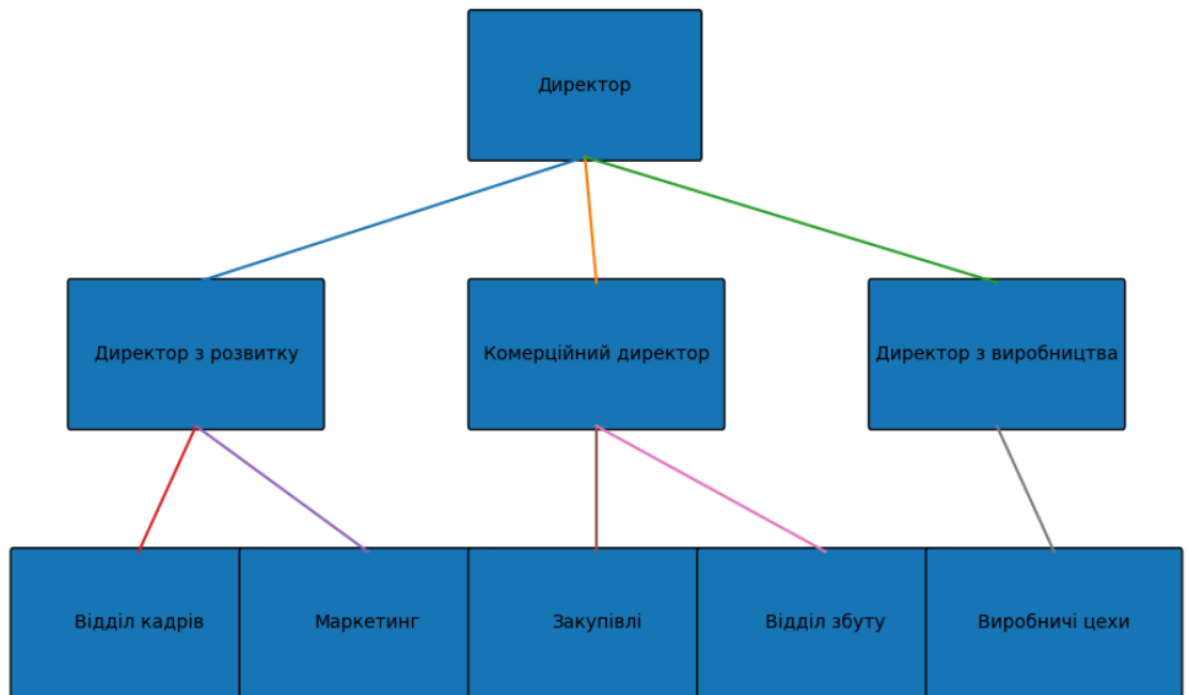 Директор
Директор з розвитку
Комерційний директор
Директор з виробництва
Відділ кадрів
Маркетинг
Закупівлі
Відділ збуту
Виробничі цехи